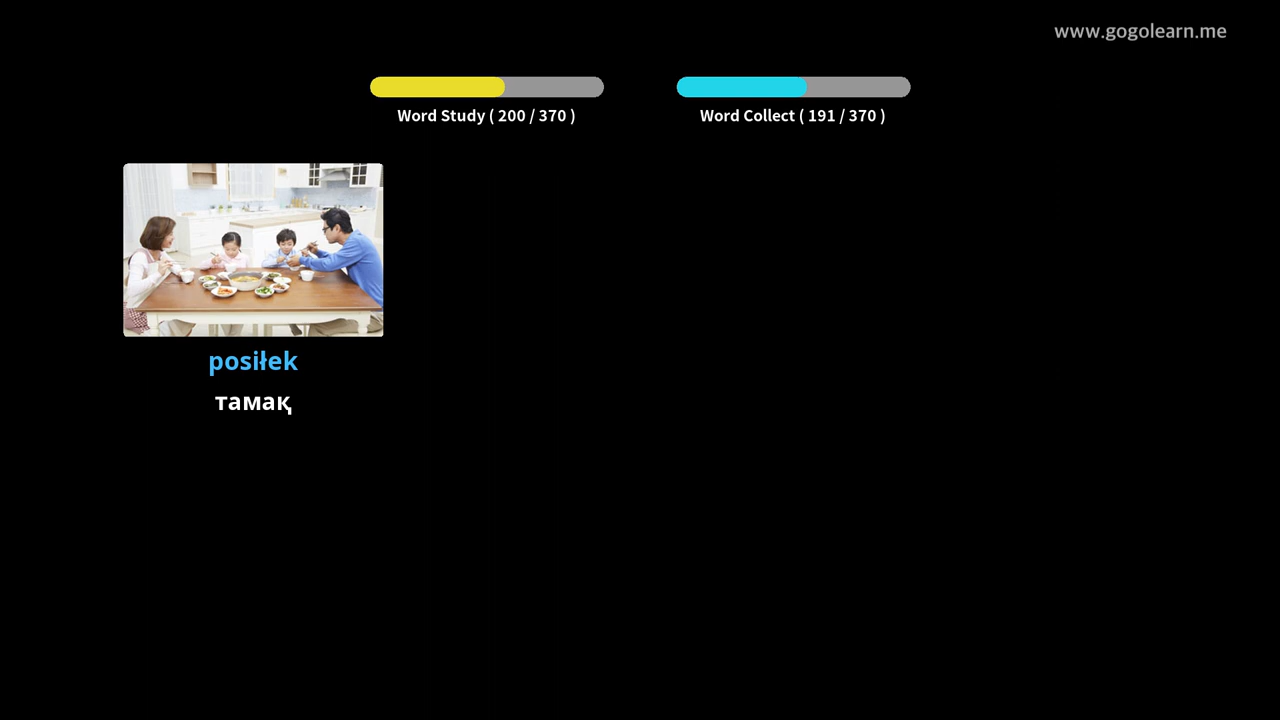 www.gogolearn.me
Word Study ( 200 / 370 )
Word Collect ( 191 / 370 )
posiłek
тамақ